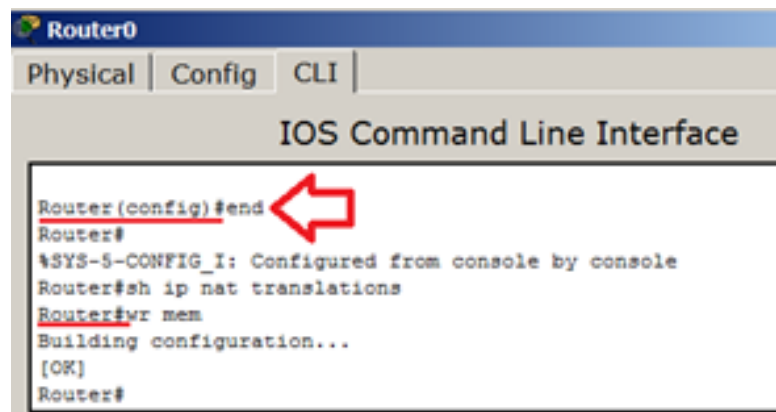 Router0
Physical Config CLI
IOS Command Line Interface
Router(config)#end
Router#
%SYS-5-CONFIG_I: Configured from console by console
Router#sh ip nat translations
Router#wr mem
Building configuration...
[OK]
Router#